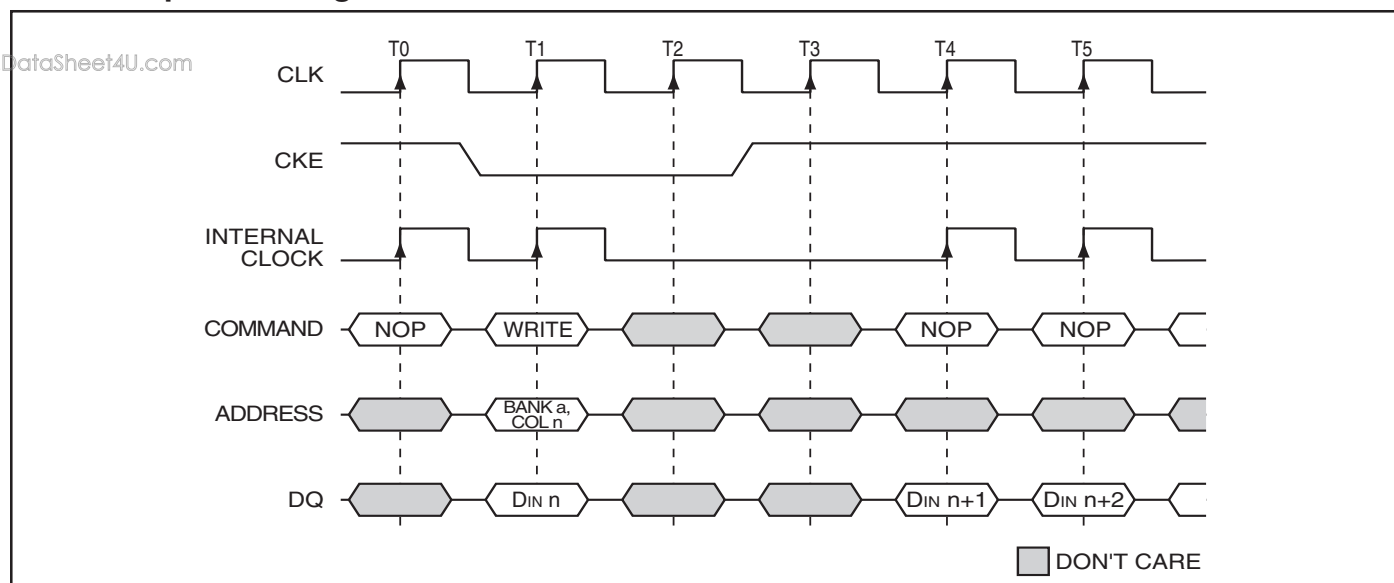 DataSheet4U.com
T0 T1 T2 T3 T4 T5
CLK
CKE
INTERNAL
CLOCK
COMMAND NOP WRITE NOP NOP
ADDRESS BANK a,
COL n
DQ DIN n DIN n+1 DIN n+2
DON'T CARE